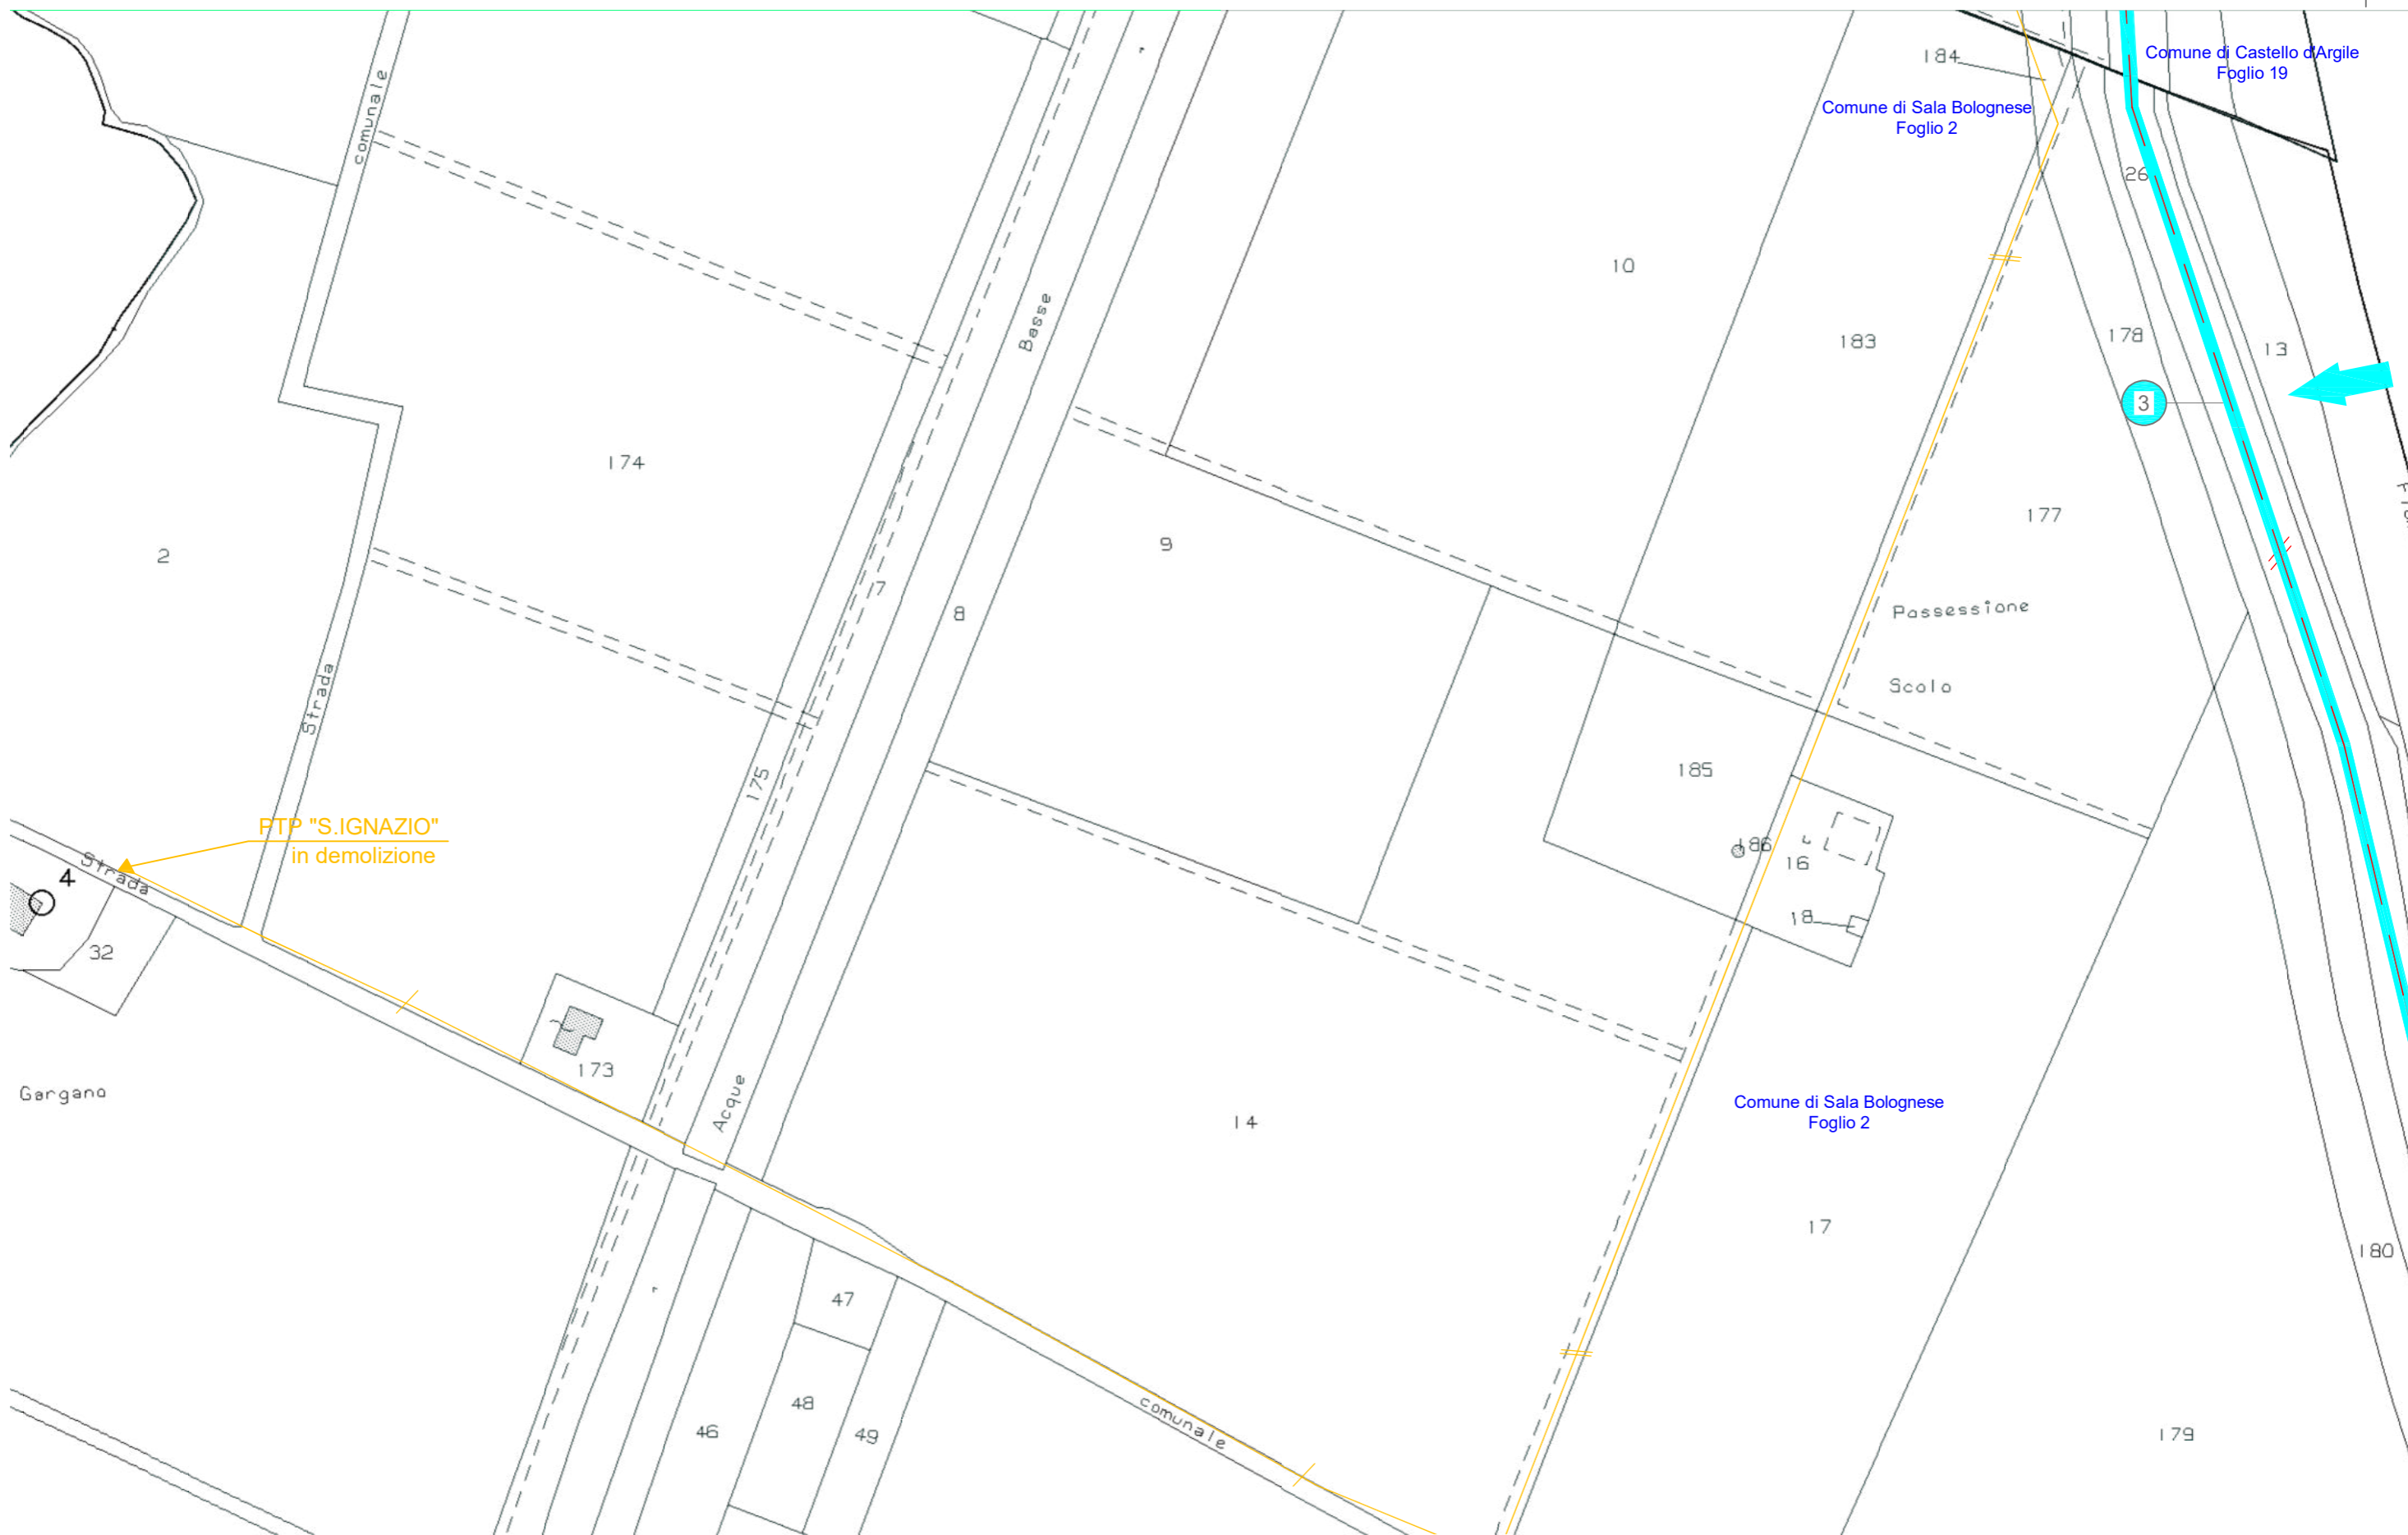 184
Comune di Castello d'Argile
Foglio 19
Comune di Sala Bolognese
Foglio 2
comunale
26
10
Basse
183
178
13
3
174
177
2
9
7
8
Possessione
Scolo
Strada
175
185
PTP "S.IGNAZIO"
in demolizione
186
16
Strada
4
18
32
173
Gargano
Acque
14
Comune di Sala Bolognese
Foglio 2
17
180
47
48
46
49
comunale
179